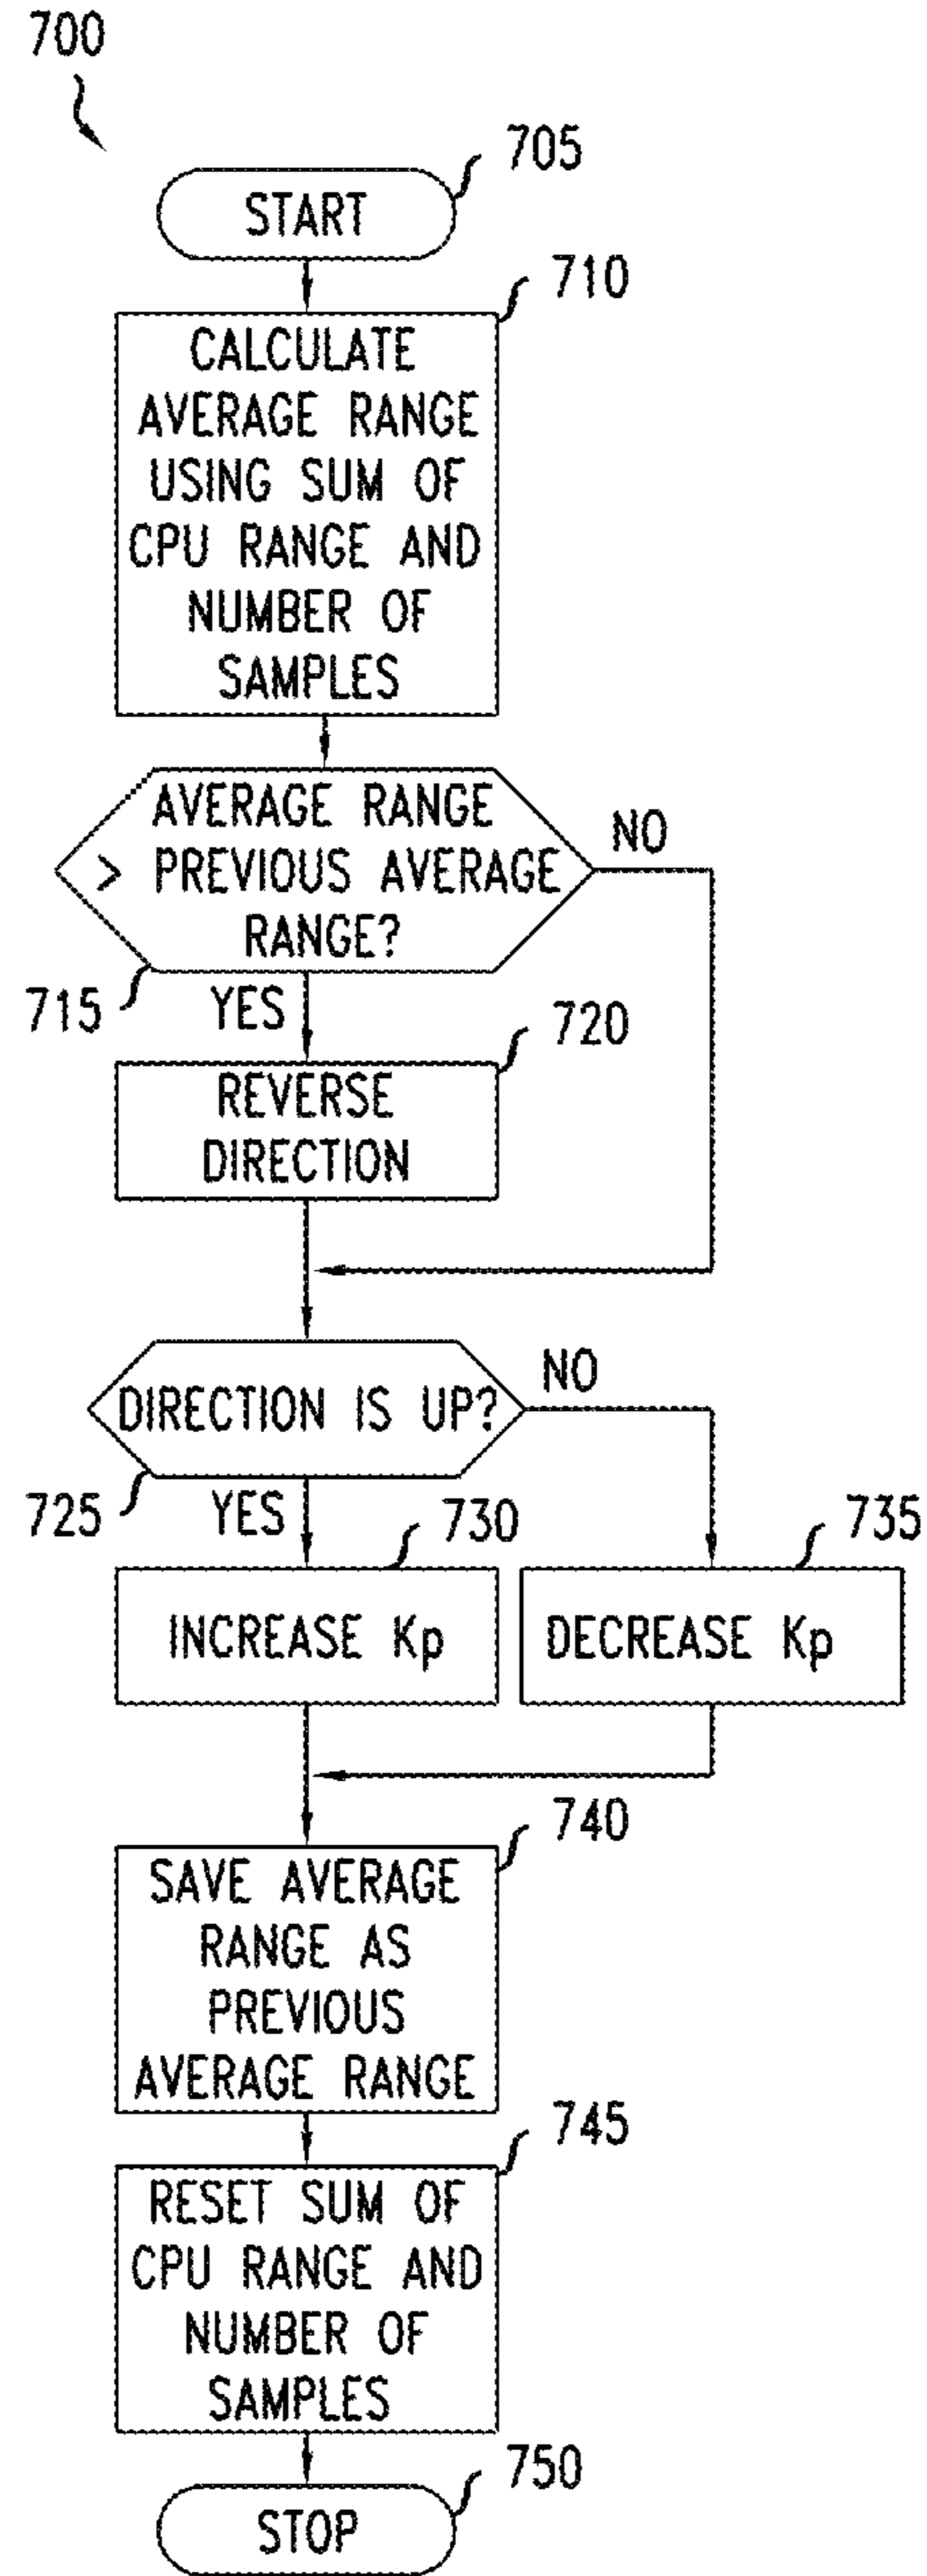 700
705
START
710
CALCULATE
AVERAGE RANGE
USING SUM OF
CPU RANGE AND
NUMBER OF
SAMPLES
AVERAGE RANGE
> PREVIOUS AVERAGE
RANGE?
NO
715
YES
720
REVERSE
DIRECTION
DIRECTION IS UP?
NO
725
YES
730
735
INCREASE Kp
DECREASE Kp
740
SAVE AVERAGE
RANGE AS
PREVIOUS
AVERAGE RANGE
745
RESET SUM OF
CPU RANGE AND
NUMBER OF
SAMPLES
750
STOP